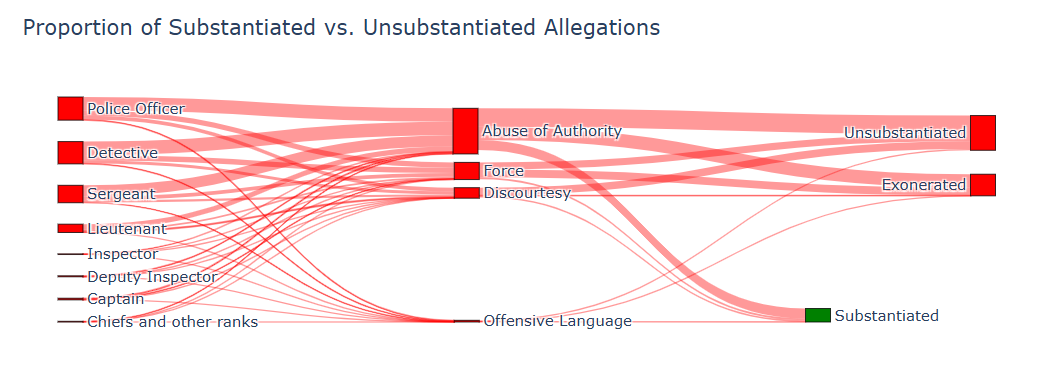 Proportion of Substantiated vs. Unsubstantiated Allegations
Police Officer
Detective
Sergeant
Lieutenant
Inspector
Deputy Inspector
Captain
Chiefs and other ranks
Abuse of Authority
Force
Discourtesy
Offensive Language
Unsubstantiated
Exonerated
Substantiated